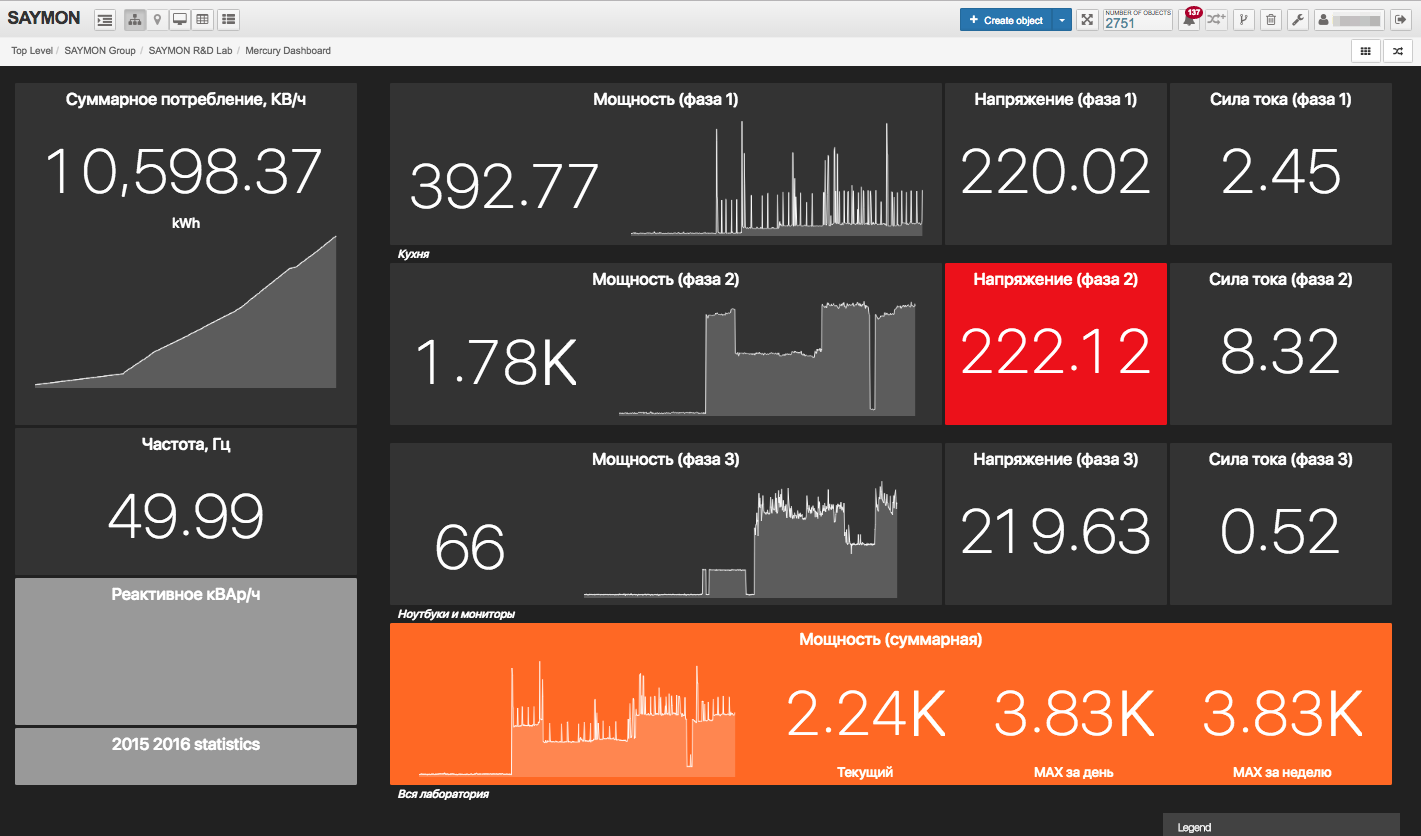 SAYMON
Create object
NUMBER OF OBJECTS
2751
137
Top Level / SAYMON Group / SAYMON R&D Lab / Mercury Dashboard
Суммарное потребление, КВ/ч
10,598.37
kWh
Частота, Гц
49.99
Реактивное кВАр/ч
2015 2016 statistics
Мощность (фаза 1)
392.77
Напряжение (фаза 1)
220.02
Сила тока (фаза 1)
2.45
Кухня
Мощность (фаза 2)
1.78K
Напряжение (фаза 2)
222.12
Сила тока (фаза 2)
8.32
Мощность (фаза 3)
66
Напряжение (фаза 3)
219.63
Сила тока (фаза 3)
0.52
Ноутбуки и мониторы
Мощность (суммарная)
2.24K
Текущий
3.83K
MAX за день
3.83K
MAX за неделю
Вся лаборатория
Legend